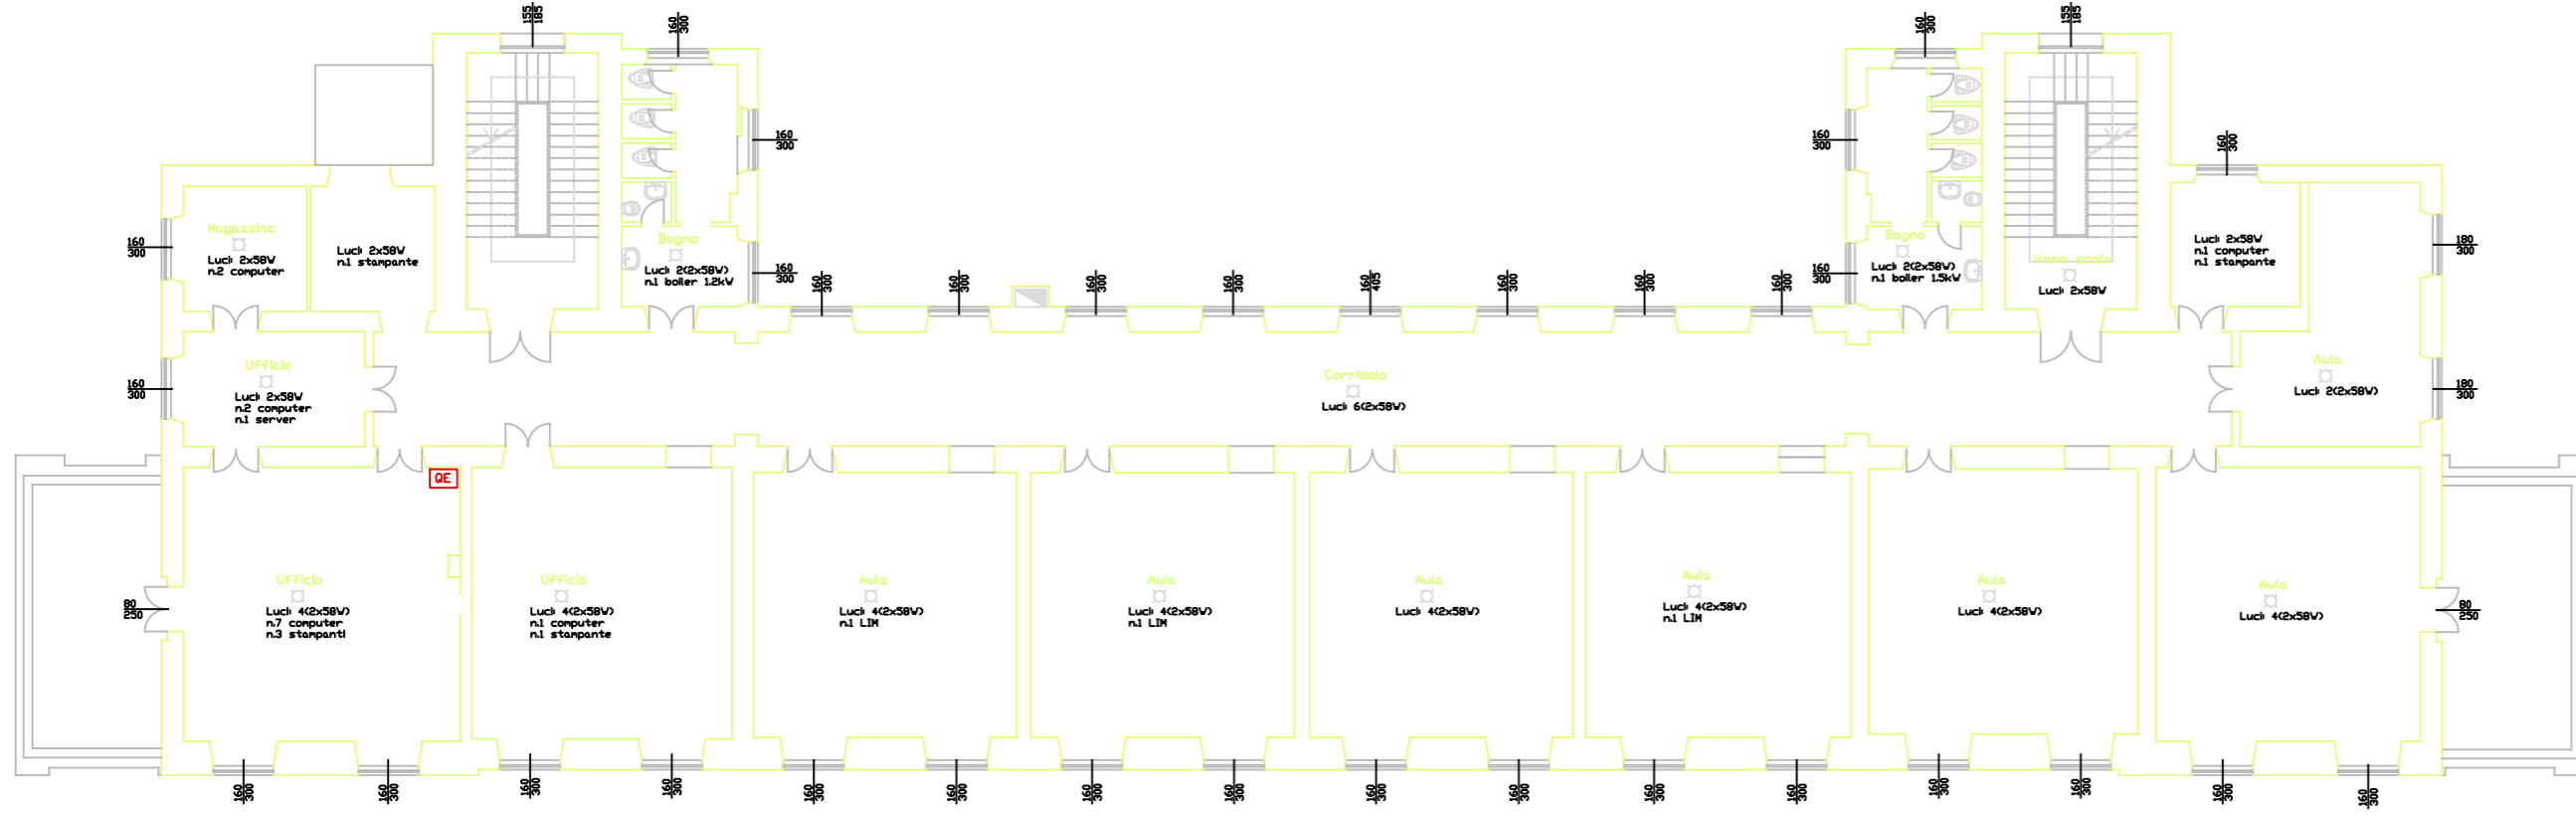 155
185
160
300
160
300
155
185
160
300
160
300
160
300
Magazzino
Luci: 2x58W
n.2 computer
Luci: 2x58W
n.1 stampante
Bagno
Luci: 2(2x58W)
n.1 boiler 1.2kW
160
300
160
300
160
300
160
300
160
300
160
300
160
405
160
300
160
300
160
300
160
300
Bagno
Luci: 2(2x58W)
n.1 boiler 1.5kW
Vano scala
Luci: 2x58W
Luci: 2x58W
n.1 computer
n.1 stampante
180
300
160
300
Ufficio
Luci: 2x58W
n.2 computer
n.1 server
Corridoio
Luci: 6(2x58W)
Aula
Luci: 2(2x58W)
180
300
QE
80
250
Ufficio
Luci: 4(2x58W)
n.7 computer
n.3 stampanti
Ufficio
Luci: 4(2x58W)
n.1 computer
n.1 stampante
Aula
Luci: 4(2x58W)
n.1 LIM
Aula
Luci: 4(2x58W)
n.1 LIM
Aula
Luci: 4(2x58W)
Aula
Luci: 4(2x58W)
n.1 LIM
Aula
Luci: 4(2x58W)
Aula
Luci: 4(2x58W)
80
250
160
300
160
300
160
300
160
300
160
300
160
300
160
300
160
300
160
300
160
300
160
300
160
300
160
300
160
300
160
300
160
300